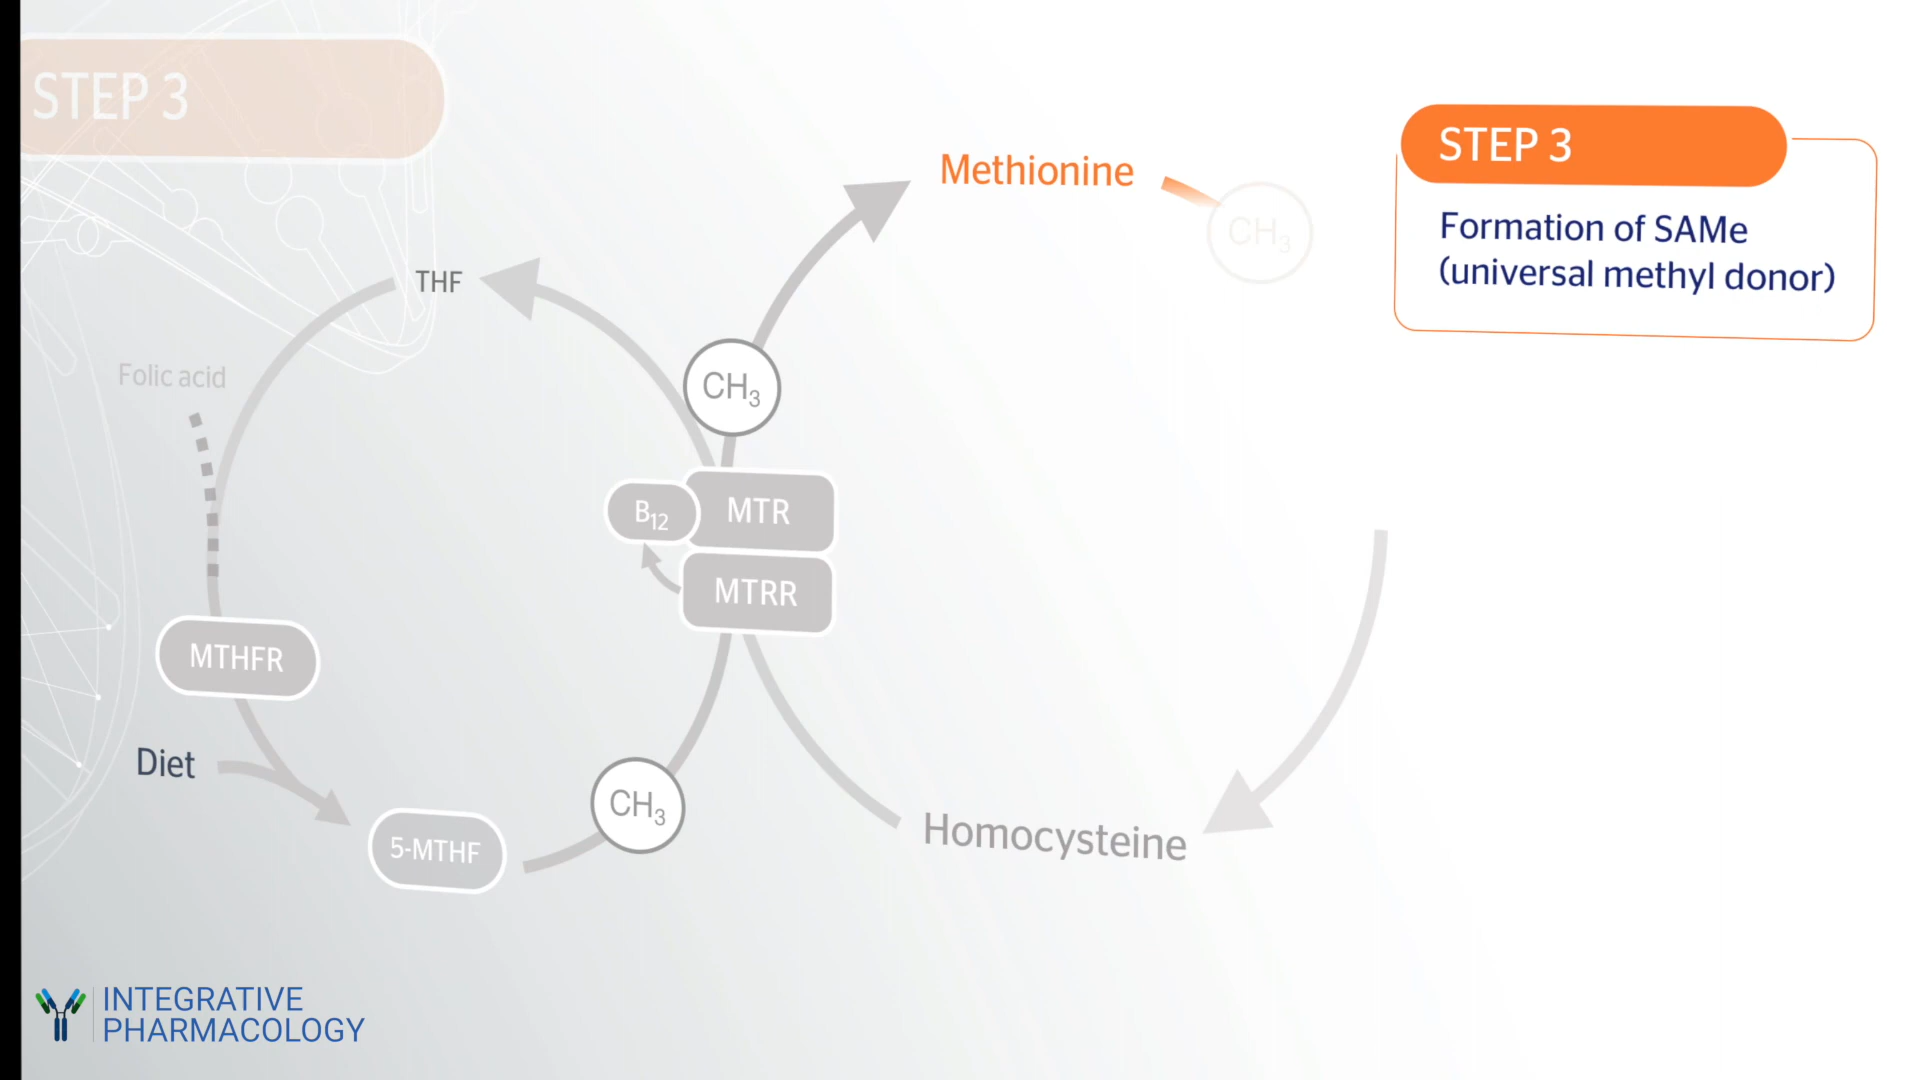 STEP 3
STEP 3
Formation of SAMe
(universal methyl donor)
Methionine
CH₃
THF
Folic acid
CH₃
B₁₂
MTR
MTRR
MTHFR
Diet
CH₃
5-MTHF
Homocysteine
INTEGRATIVE
PHARMACOLOGY